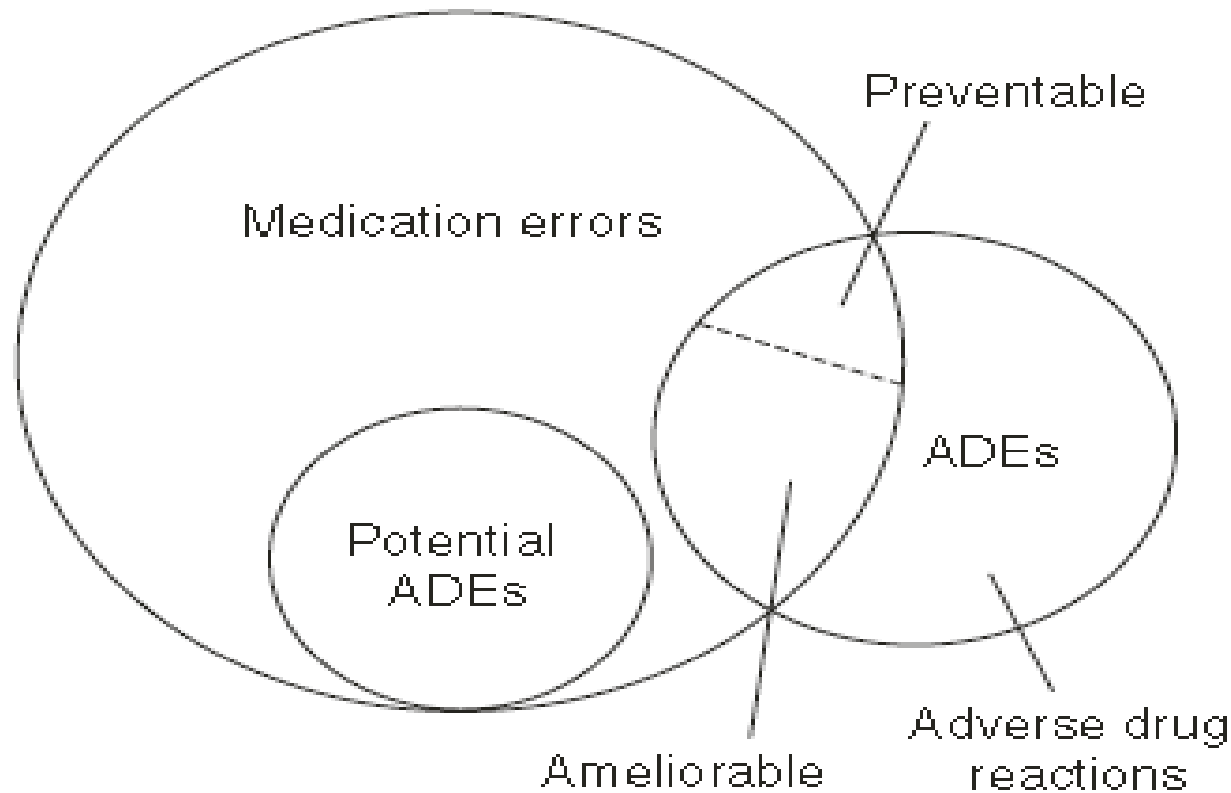 Preventable
Medication errors
ADEs
Potential
ADEs
Ameliorable
Adverse drug
reactions